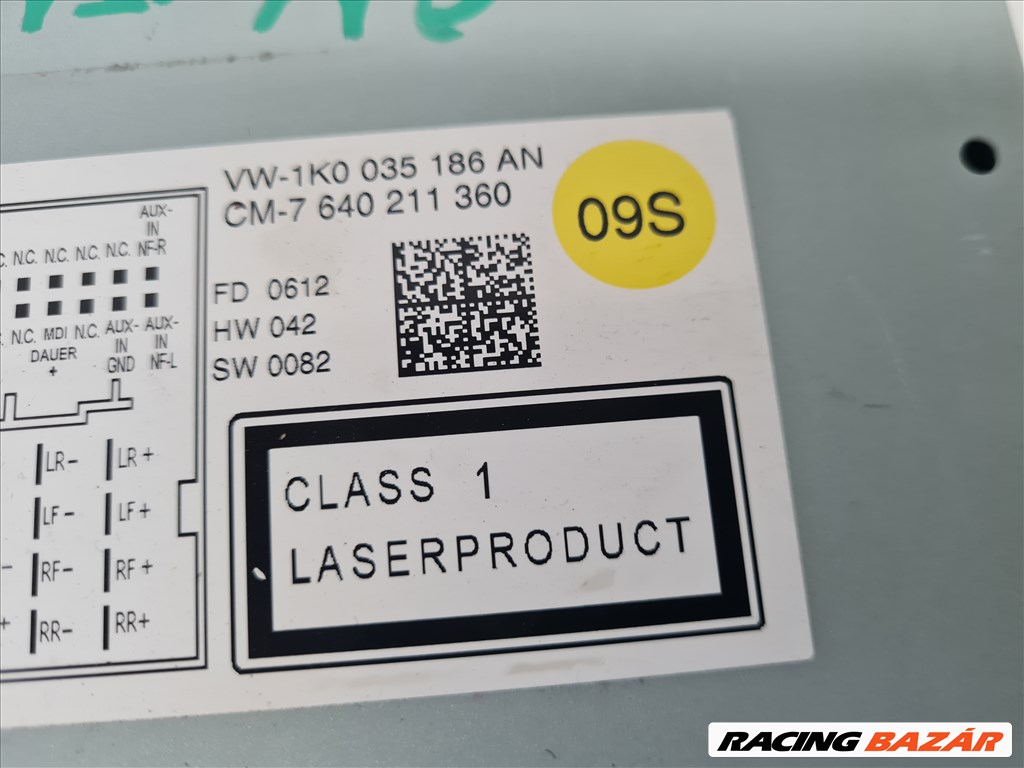 VW-1K0 035 186 AN
CM-7 640 211 360
09S
FD 0612
HW 042
SW 0082
CLASS 1
LASERPRODUCT
AUX-
IN
N.C. N.C. N.C. N.C. NF-R
N.C. MDI N.C. AUX- AUX-
DAUER IN IN
+ GND NF-L
LR- LR+
LF- LF+
RF- RF+
RR- RR+
RACING BAZÁR